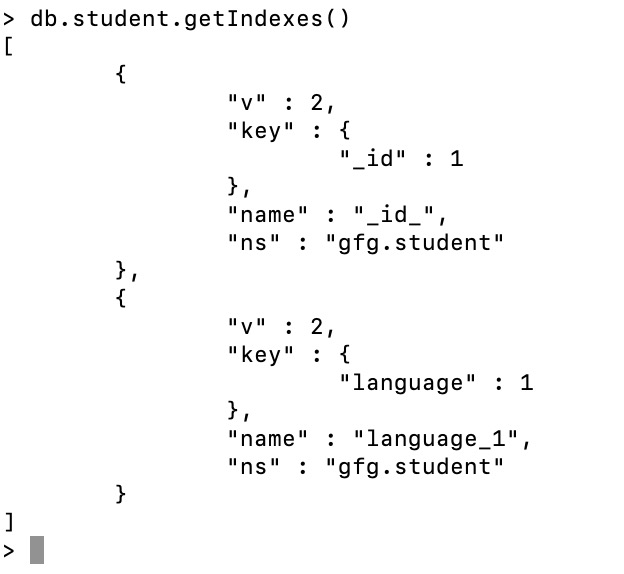 > db.student.getIndexes()
[
        {
                "v" : 2,
                "key" : {
                        "_id" : 1
                },
                "name" : "_id_",
                "ns" : "gfg.student"
        },
        {
                "v" : 2,
                "key" : {
                        "language" : 1
                },
                "name" : "language_1",
                "ns" : "gfg.student"
        }
]
>